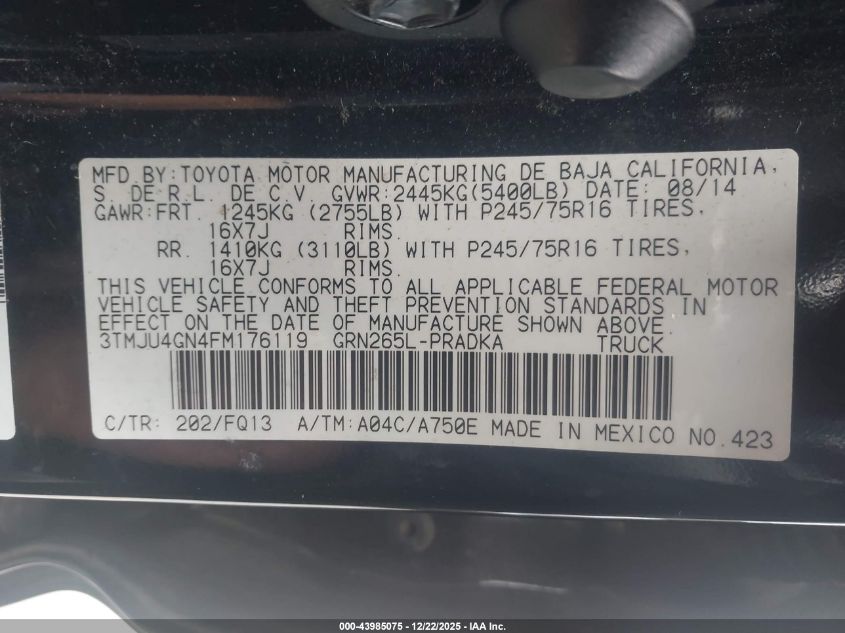 MFD BY:TOYOTA MOTOR MANUFACTURING DE BAJA CALIFORNIA,
S. DE R.L. DE C.V. GVWR:2445KG(5400LB) DATE: 08/14
GAWR:FRT. 1245KG (2755LB) WITH P245/75R16 TIRES,
16X7J RIMS.
RR. 1410KG (3110LB) WITH P245/75R16 TIRES,
16X7J RIMS.
THIS VEHICLE CONFORMS TO ALL APPLICABLE FEDERAL MOTOR
VEHICLE SAFETY AND THEFT PREVENTION STANDARDS IN
EFFECT ON THE DATE OF MANUFACTURE SHOWN ABOVE.
3TMJU4GN4FM176119 GRN265L-PRADKA TRUCK
C/TR: 202/FQ13 A/TM:A04C/A750E MADE IN MEXICO NO.423
000-43985075 - 12/22/2025 - IAA Inc.